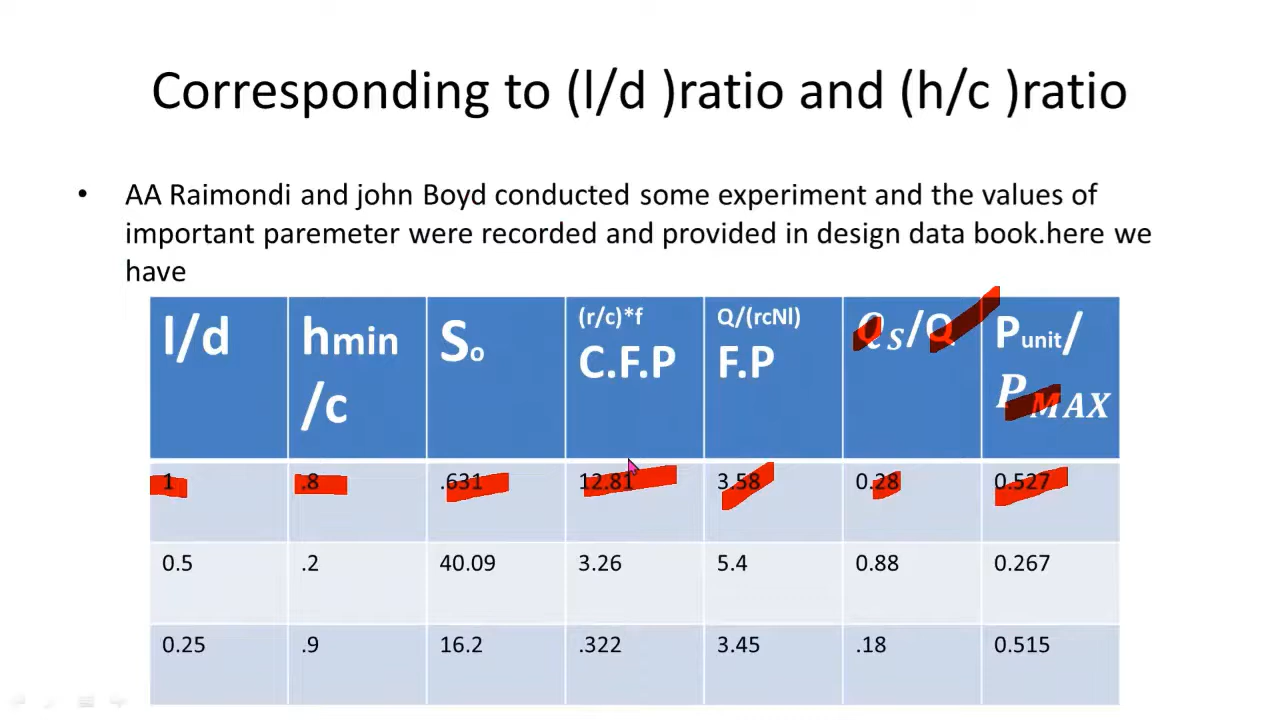 Corresponding to (l/d )ratio and (h/c )ratio
• AA Raimondi and john Boyd conducted some experiment and the values of
important paremeter were recorded and provided in design data book.here we
have
l/d hmin So (r/c)*f Q/(rcNl) QS/Q Punit/
/c C.F.P F.P PMAX
1 .8 .631 12.81 3.58 0.28 0.527
0.5 .2 40.09 3.26 5.4 0.88 0.267
0.25 .9 16.2 .322 3.45 .18 0.515